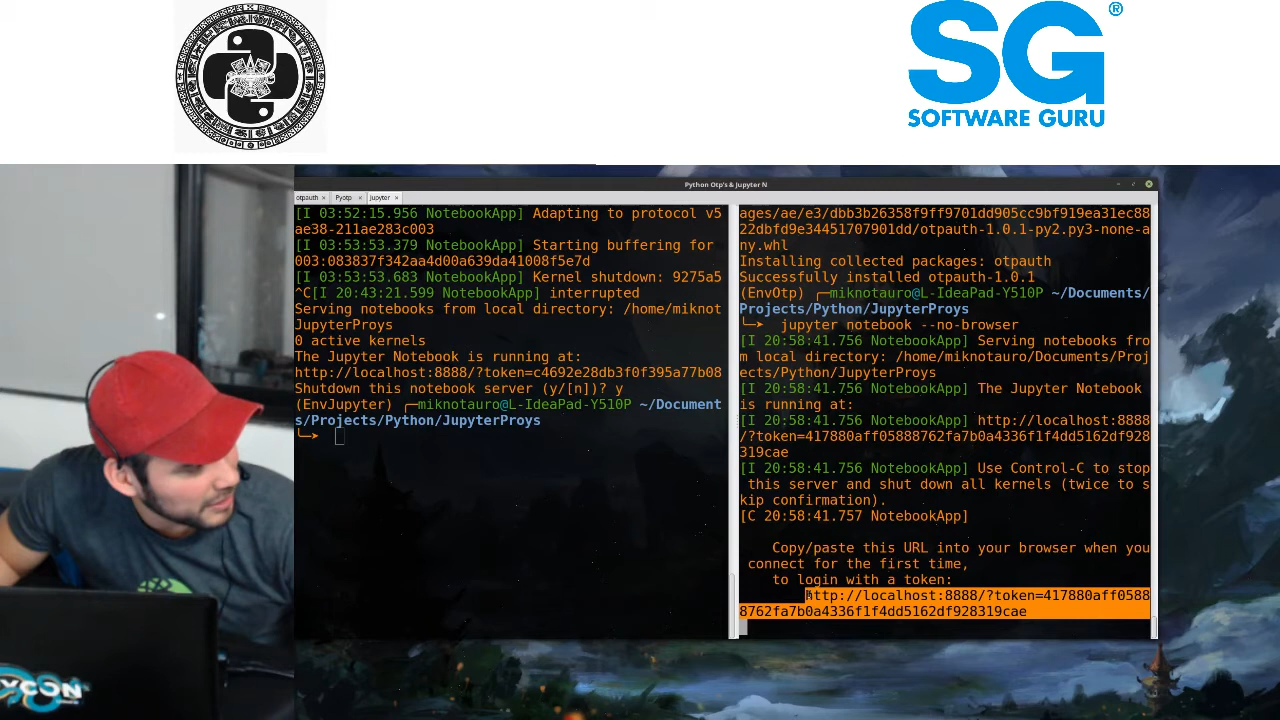 SG®
SOFTWARE GURU
Python Otp's & Jupyter N
otpauth × Pyotp × Jupyter ×
[I 03:52:15.956 NotebookApp] Adapting to protocol v5
ae38-211ae283c003
[I 03:53:53.379 NotebookApp] Starting buffering for
003:083837f342aa4d00a639da41008f5e7d
[I 03:53:53.683 NotebookApp] Kernel shutdown: 9275a5
^C[I 20:43:21.599 NotebookApp] interrupted
Serving notebooks from local directory: /home/miknot
JupyterProys
0 active kernels
The Jupyter Notebook is running at:
http://localhost:8888/?token=c4692e28db3f0f395a77b08
Shutdown this notebook server (y/[n])? y
(EnvJupyter) ╭─miknotauro@L-IdeaPad-Y510P ~/Document
s/Projects/Python/JupyterProys
╰─➤
ages/ae/e3/dbb3b26358f9ff9701dd905cc9bf919ea31ec88
22dbfd9e34451707901dd/otpauth-1.0.1-py2.py3-none-a
ny.whl
Installing collected packages: otpauth
Successfully installed otpauth-1.0.1
(EnvOtp) ╭─miknotauro@L-IdeaPad-Y510P ~/Documents/
Projects/Python/JupyterProys
╰─➤ jupyter notebook --no-browser
[I 20:58:41.756 NotebookApp] Serving notebooks fro
m local directory: /home/miknotauro/Documents/Proj
ects/Python/JupyterProys
[I 20:58:41.756 NotebookApp] The Jupyter Notebook
is running at:
[I 20:58:41.756 NotebookApp] http://localhost:8888
/?token=417880aff05888762fa7b0a4336f1f4dd5162df928
319cae
[I 20:58:41.756 NotebookApp] Use Control-C to stop
this server and shut down all kernels (twice to s
kip confirmation).
[C 20:58:41.757 NotebookApp]
Copy/paste this URL into your browser when you
connect for the first time,
to login with a token:
http://localhost:8888/?token=417880aff0588
8762fa7b0a4336f1f4dd5162df928319cae
YCON